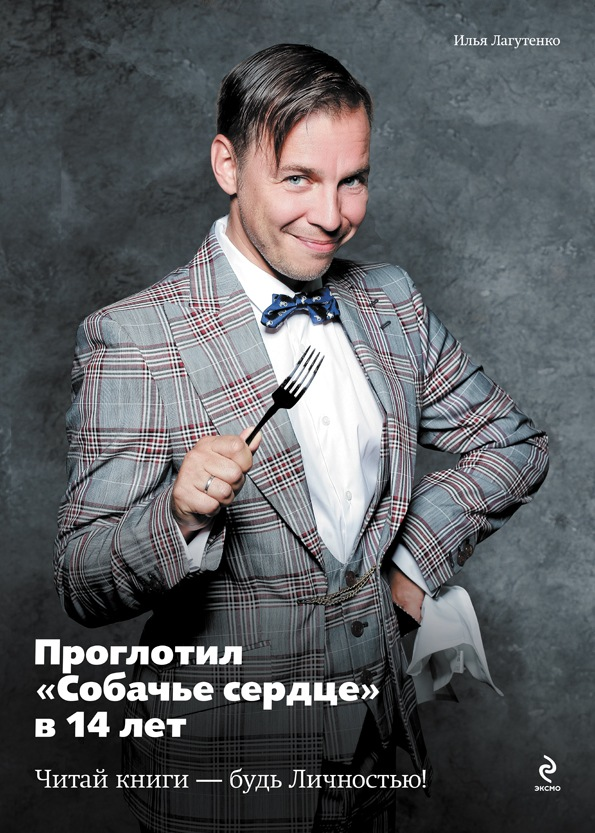 Илья Лагутенко
Проглотил
«Собачье сердце»
в 14 лет
Читай книги — будь Личностью!
ЭКСМО